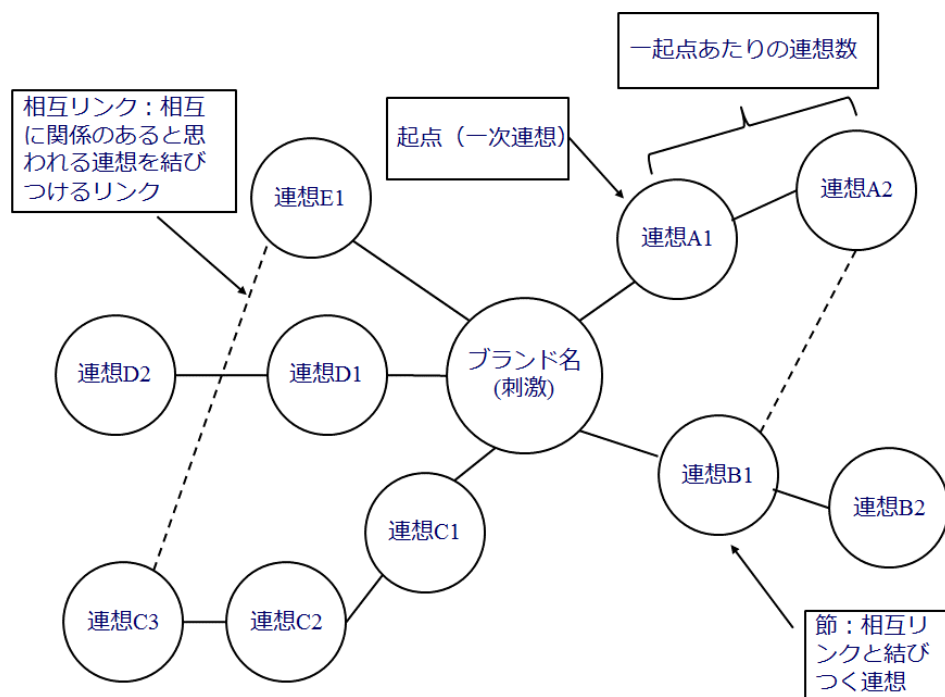 一起点あたりの連想数
相互リンク：相互
に関係のあると思
われる連想を結び
つけるリンク
起点（一次連想）
連想E1
連想A1
連想A2
連想D2
連想D1
ブランド名
(刺激)
連想B1
連想B2
連想C1
連想C3
連想C2
節：相互リ
ンクと結び
つく連想